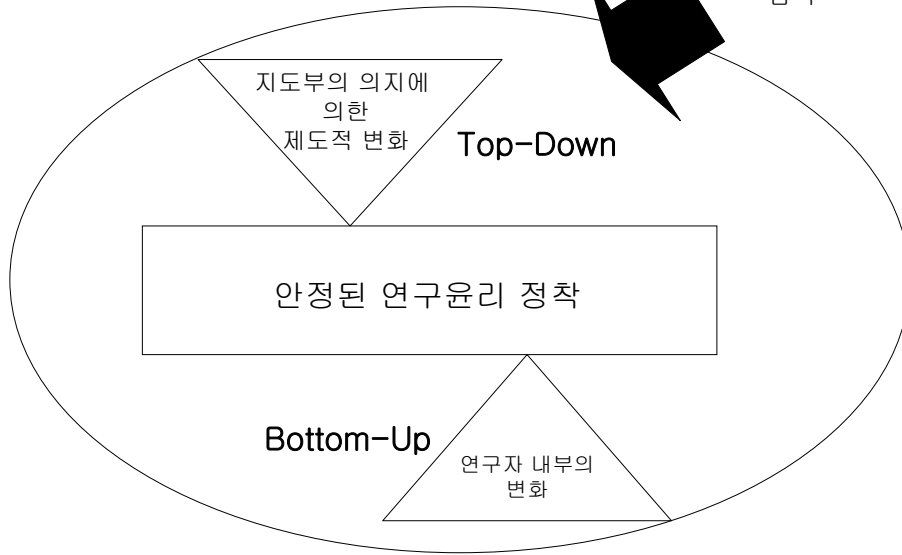 지도부의 의지에
의한
제도적 변화
Top-Down
안정된 연구윤리 정착
Bottom-Up
연구자 내부의
변화